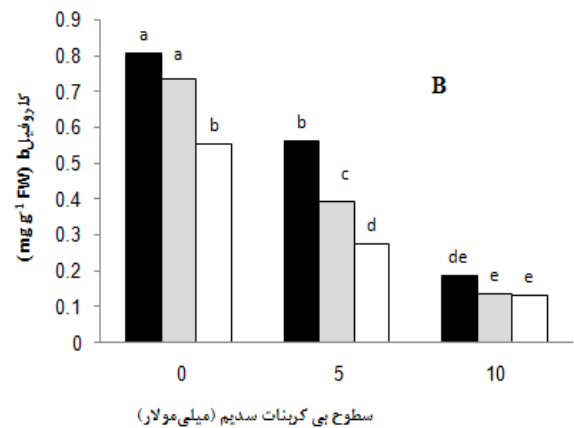 کلروفیل b
(mg g-1 FW)
0.9
0.8
0.7
0.6
0.5
0.4
0.3
0.2
0.1
0
B
a
a
b
b
c
d
de
e
e
0 5 10
سطوح بی کربنات سدیم (میلی‌مولار)